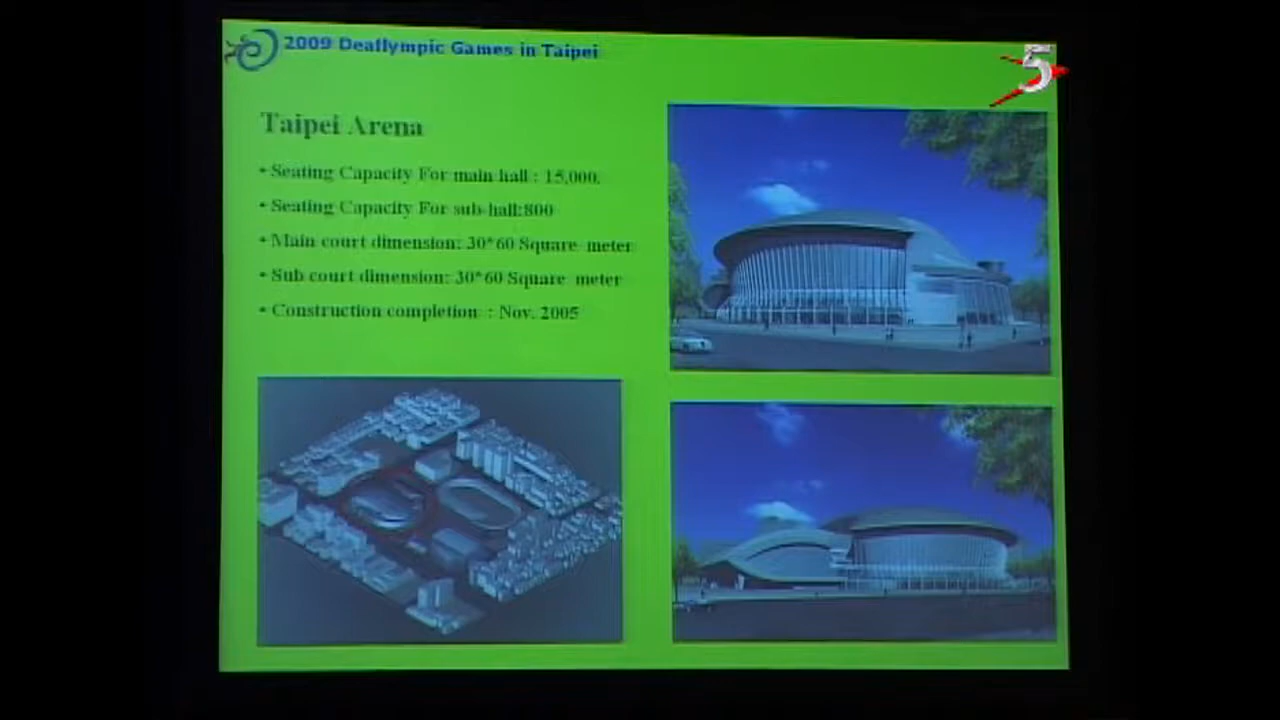 2009 Deaflympic Games in Taipei
5
Taipei Arena
• Seating Capacity For main hall : 15,000.
• Seating Capacity For sub-hall:800
• Main court dimension: 30*60 Square meter
• Sub court dimension: 30*60 Square meter
• Construction completion : Nov. 2005